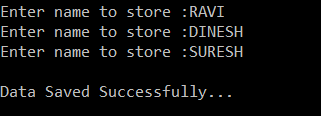 Enter name to store :RAVI
Enter name to store :DINESH
Enter name to store :SURESH
Data Saved Successfully...